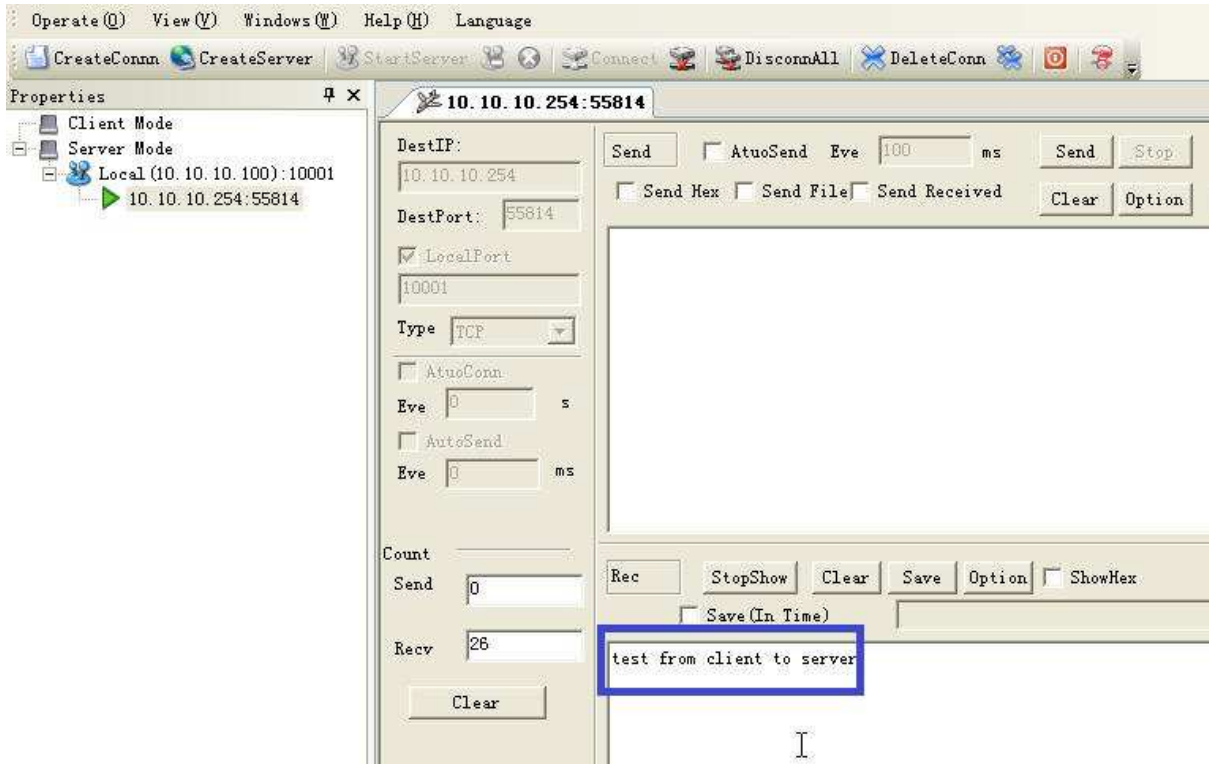 Operate(O) View(V) Windows(W) Help(H) Language
CreateConnn CreateServer StartServer Connect DisconnAll DeleteConn
Properties
Client Mode
Server Mode
Local(10.10.10.100):10001
10.10.10.254:55814
10.10.10.254:55814
DestIP:
10.10.10.254
DestPort: 55814
LocalPort
10001
Type TCP
AtuoConn
Eve 0 s
AutoSend
Eve 0 ms
Count
Send 0
Recv 26
Clear
Send AtuoSend Eve 100 ms Send Stop
Send Hex Send File Send Received Clear Option
Rec StopShow Clear Save Option ShowHex
Save(In Time)
test from client to server